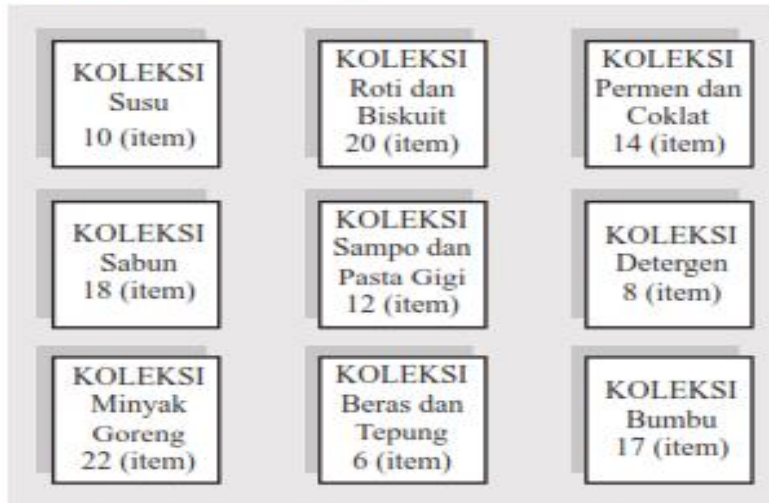 KOLEKSI
Susu
10 (item)
KOLEKSI
Roti dan
Biskuit
20 (item)
KOLEKSI
Permen dan
Coklat
14 (item)
KOLEKSI
Sabun
18 (item)
KOLEKSI
Sampo dan
Pasta Gigi
12 (item)
KOLEKSI
Detergen
8 (item)
KOLEKSI
Minyak
Goreng
22 (item)
KOLEKSI
Beras dan
Tepung
6 (item)
KOLEKSI
Bumbu
17 (item)